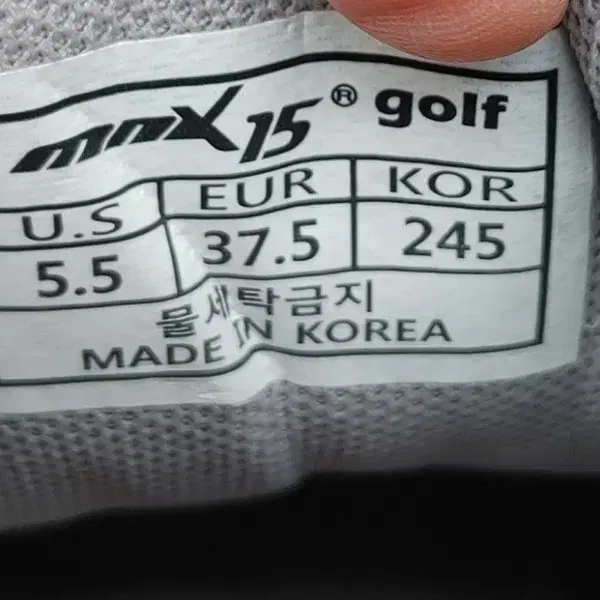 mnx15® golf
U.S EUR KOR
5.5 37.5 245
물세탁금지
MADE IN KOREA